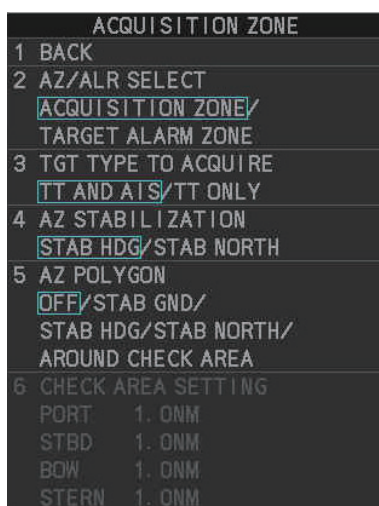 ACQUISITION ZONE
1 BACK
2 AZ/ALR SELECT
ACQUISITION ZONE/
TARGET ALARM ZONE
3 TGT TYPE TO ACQUIRE
TT AND AIS/TT ONLY
4 AZ STABILIZATION
STAB HDG/STAB NORTH
5 AZ POLYGON
OFF/STAB GND/
STAB HDG/STAB NORTH/
AROUND CHECK AREA
6 CHECK AREA SETTING
PORT 1.0NM
STBD 1.0NM
BOW 1.0NM
STERN 1.0NM